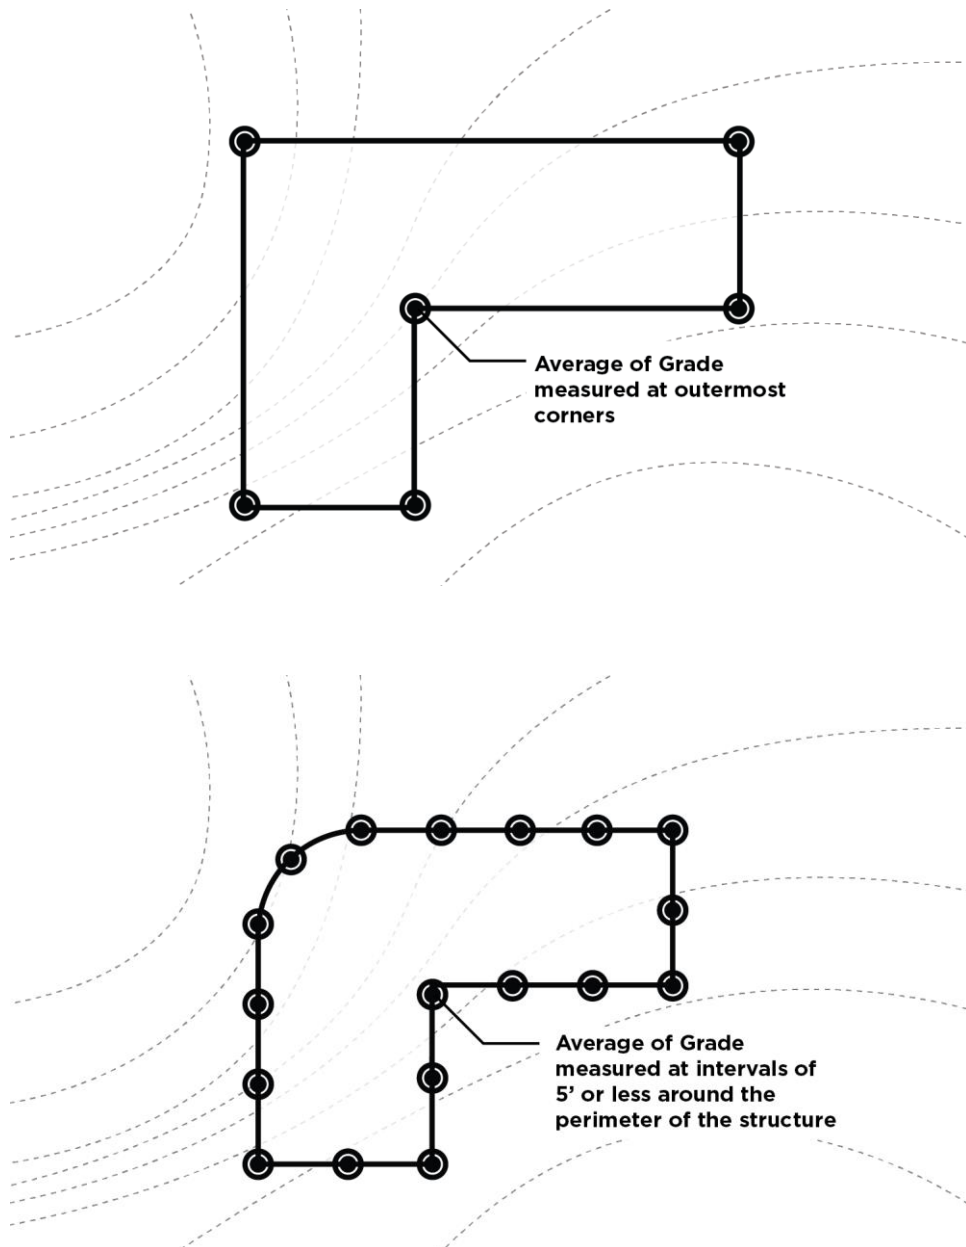 Average of Grade
measured at outermost
corners
Average of Grade
measured at intervals of
5’ or less around the
perimeter of the structure